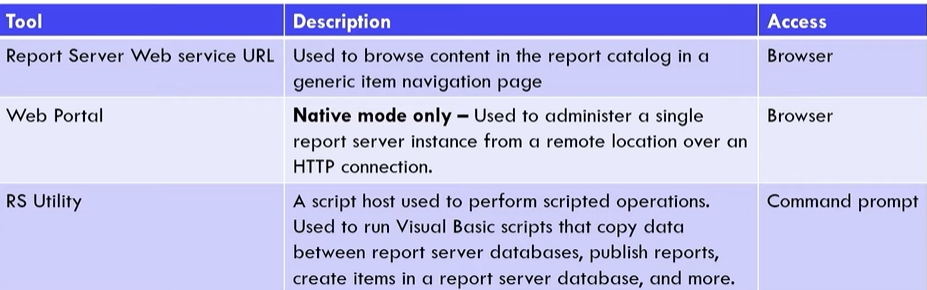 Tool Description Access
Report Server Web service URL Used to browse content in the report catalog in a Browser
generic item navigation page
Web Portal Native mode only – Used to administer a single Browser
report server instance from a remote location over an
HTTP connection.
RS Utility A script host used to perform scripted operations. Command prompt
Used to run Visual Basic scripts that copy data
between report server databases, publish reports,
create items in a report server database, and more.